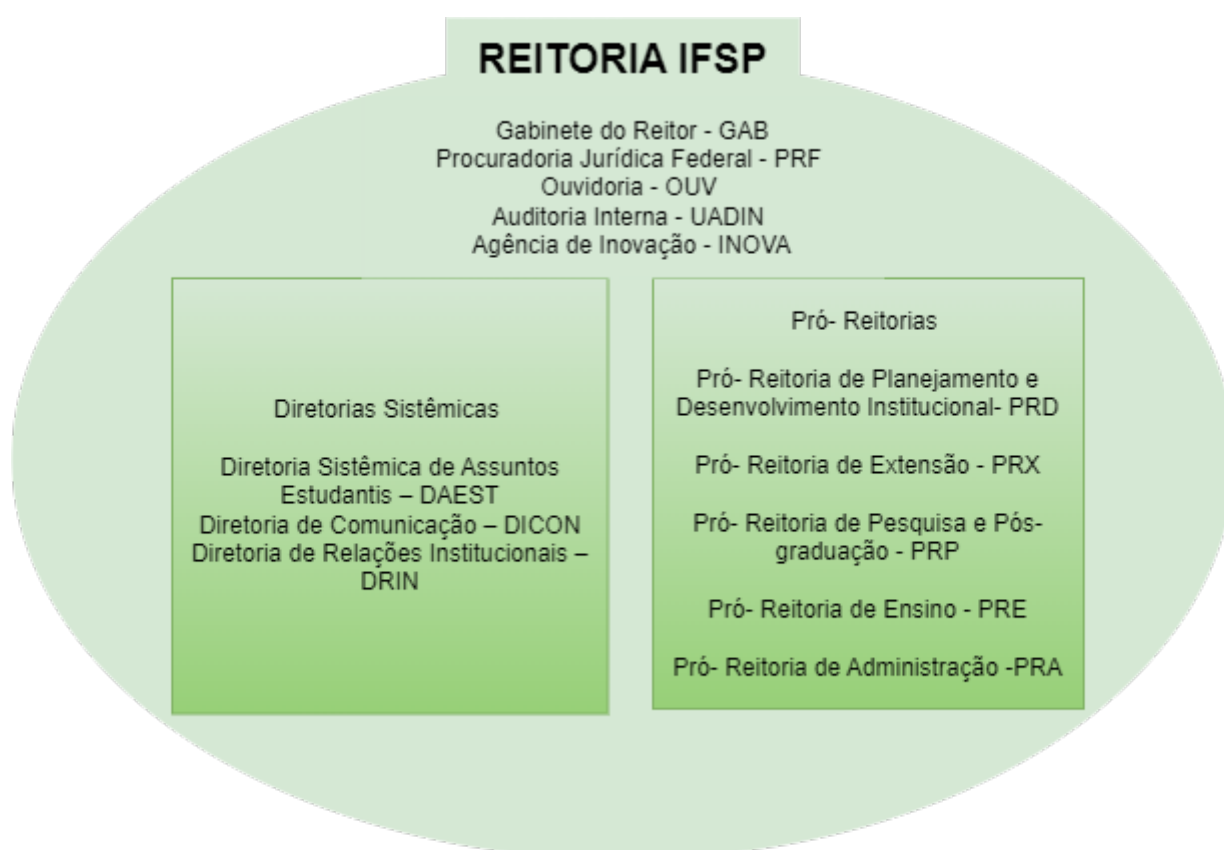 REITORIA IFSP
Gabinete do Reitor - GAB
Procuradoria Jurídica Federal - PRF
Ouvidoria - OUV
Auditoria Interna - UADIN
Agência de Inovação - INOVA
Diretorias Sistêmicas
Diretoria Sistêmica de Assuntos
Estudantis – DAEST
Diretoria de Comunicação – DICON
Diretoria de Relações Institucionais –
DRIN
Pró- Reitorias
Pró- Reitoria de Planejamento e
Desenvolvimento Institucional- PRD
Pró- Reitoria de Extensão - PRX
Pró- Reitoria de Pesquisa e Pós-
graduação - PRP
Pró- Reitoria de Ensino - PRE
Pró- Reitoria de Administração -PRA